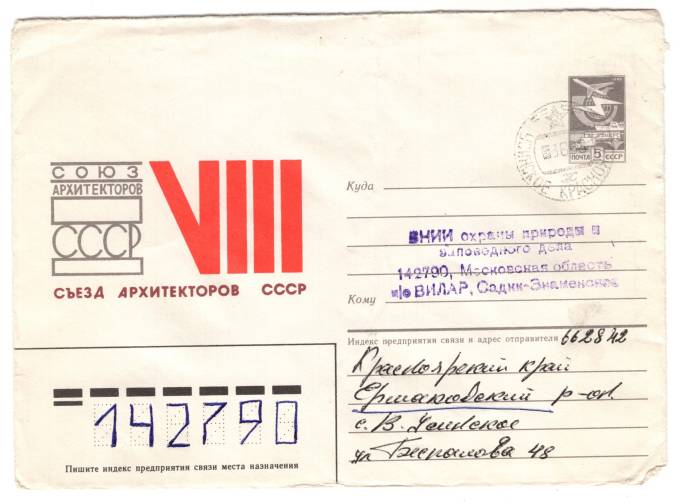 СОЮЗ
АРХИТЕКТОРОВ
СССР
VIII
СЪЕЗД АРХИТЕКТОРОВ СССР
ПОЧТА 5 СССР
КРАСНОЯ
Куда
ВНИИ охраны природы и
заповедного дела
142790, Московская область
п/о ВИЛАР, Садки-Знаменское
Кому
Индекс предприятия связи и адрес отправителя 662842
Красноярский край
Ермаковский р-он
с. В. Усинское
ул 48
142790
Пишите индекс предприятия связи места назначения